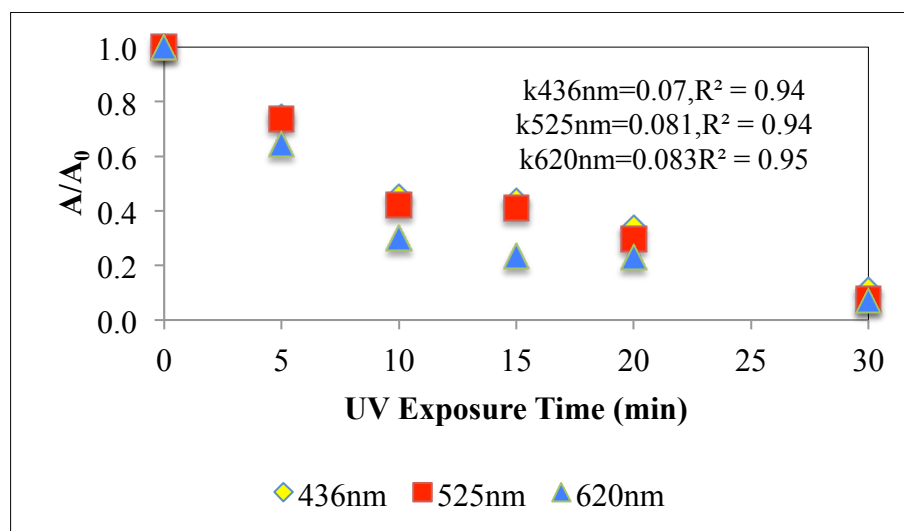 1.0
0.8
0.6
0.4
0.2
0.0
A/A₀
k436nm=0.07,R² = 0.94
k525nm=0.081,R² = 0.94
k620nm=0.083R² = 0.95
0 5 10 15 20 25 30
UV Exposure Time (min)
436nm 525nm 620nm